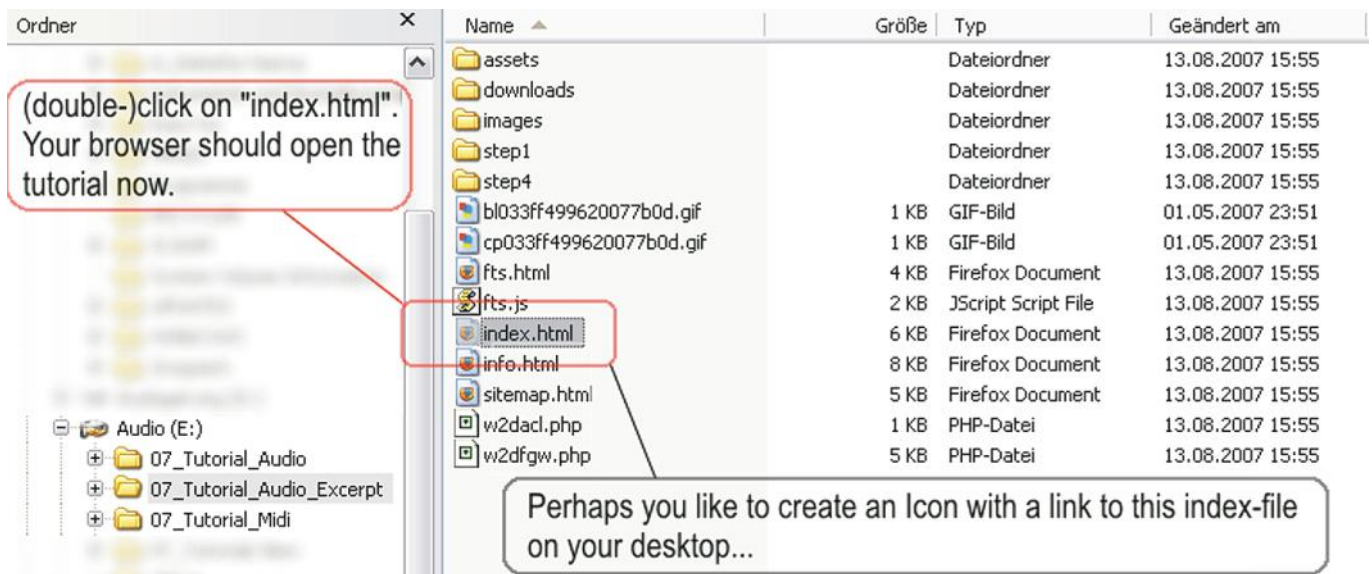 Ordner
(double-)click on "index.html".
Your browser should open the
tutorial now.
Audio (E:)
07_Tutorial_Audio
07_Tutorial_Audio_Excerpt
07_Tutorial_Midi
Name Größe Typ Geändert am
assets Dateiordner 13.08.2007 15:55
downloads Dateiordner 13.08.2007 15:55
images Dateiordner 13.08.2007 15:55
step1 Dateiordner 13.08.2007 15:55
step4 Dateiordner 13.08.2007 15:55
bl033ff499620077b0d.gif 1 KB GIF-Bild 01.05.2007 23:51
cp033ff499620077b0d.gif 1 KB GIF-Bild 01.05.2007 23:51
fts.html 4 KB Firefox Document 13.08.2007 15:55
fts.js 2 KB JScript Script File 13.08.2007 15:55
index.html 6 KB Firefox Document 13.08.2007 15:55
info.html 8 KB Firefox Document 13.08.2007 15:55
sitemap.html 5 KB Firefox Document 13.08.2007 15:55
w2dacl.php 1 KB PHP-Datei 13.08.2007 15:55
w2dfgw.php 5 KB PHP-Datei 13.08.2007 15:55
Perhaps you like to create an Icon with a link to this index-file
on your desktop...